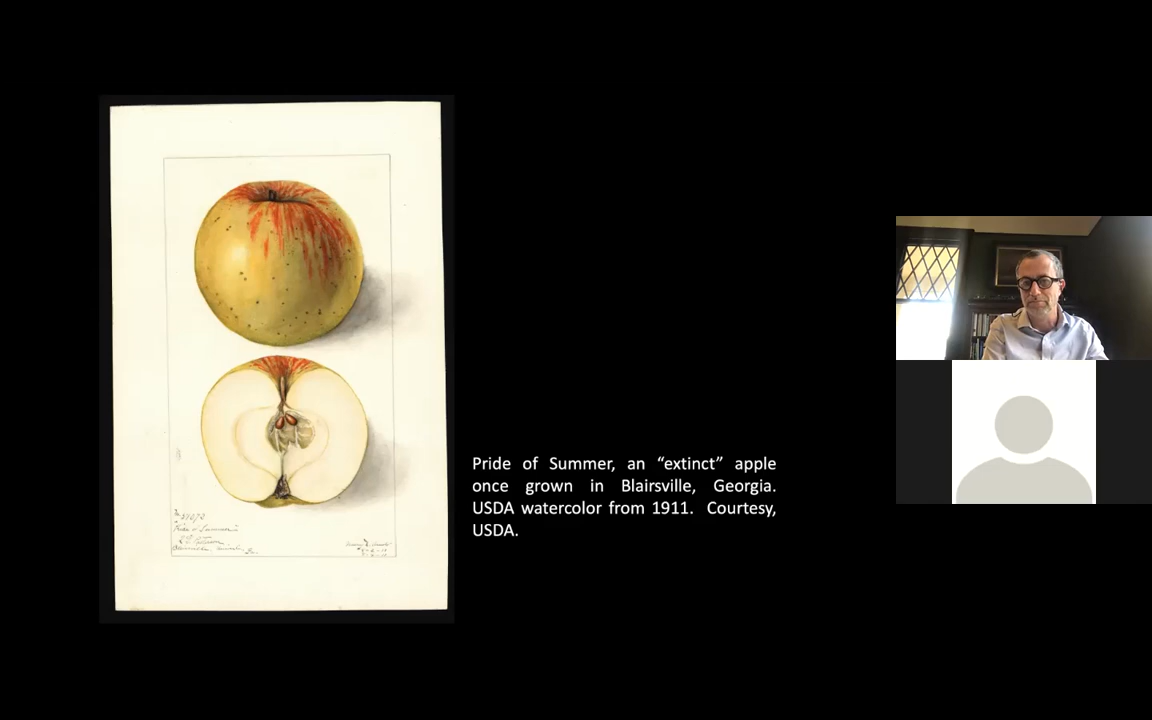 Pride of Summer, an “extinct” apple
once grown in Blairsville, Georgia.
USDA watercolor from 1911. Courtesy,
USDA.